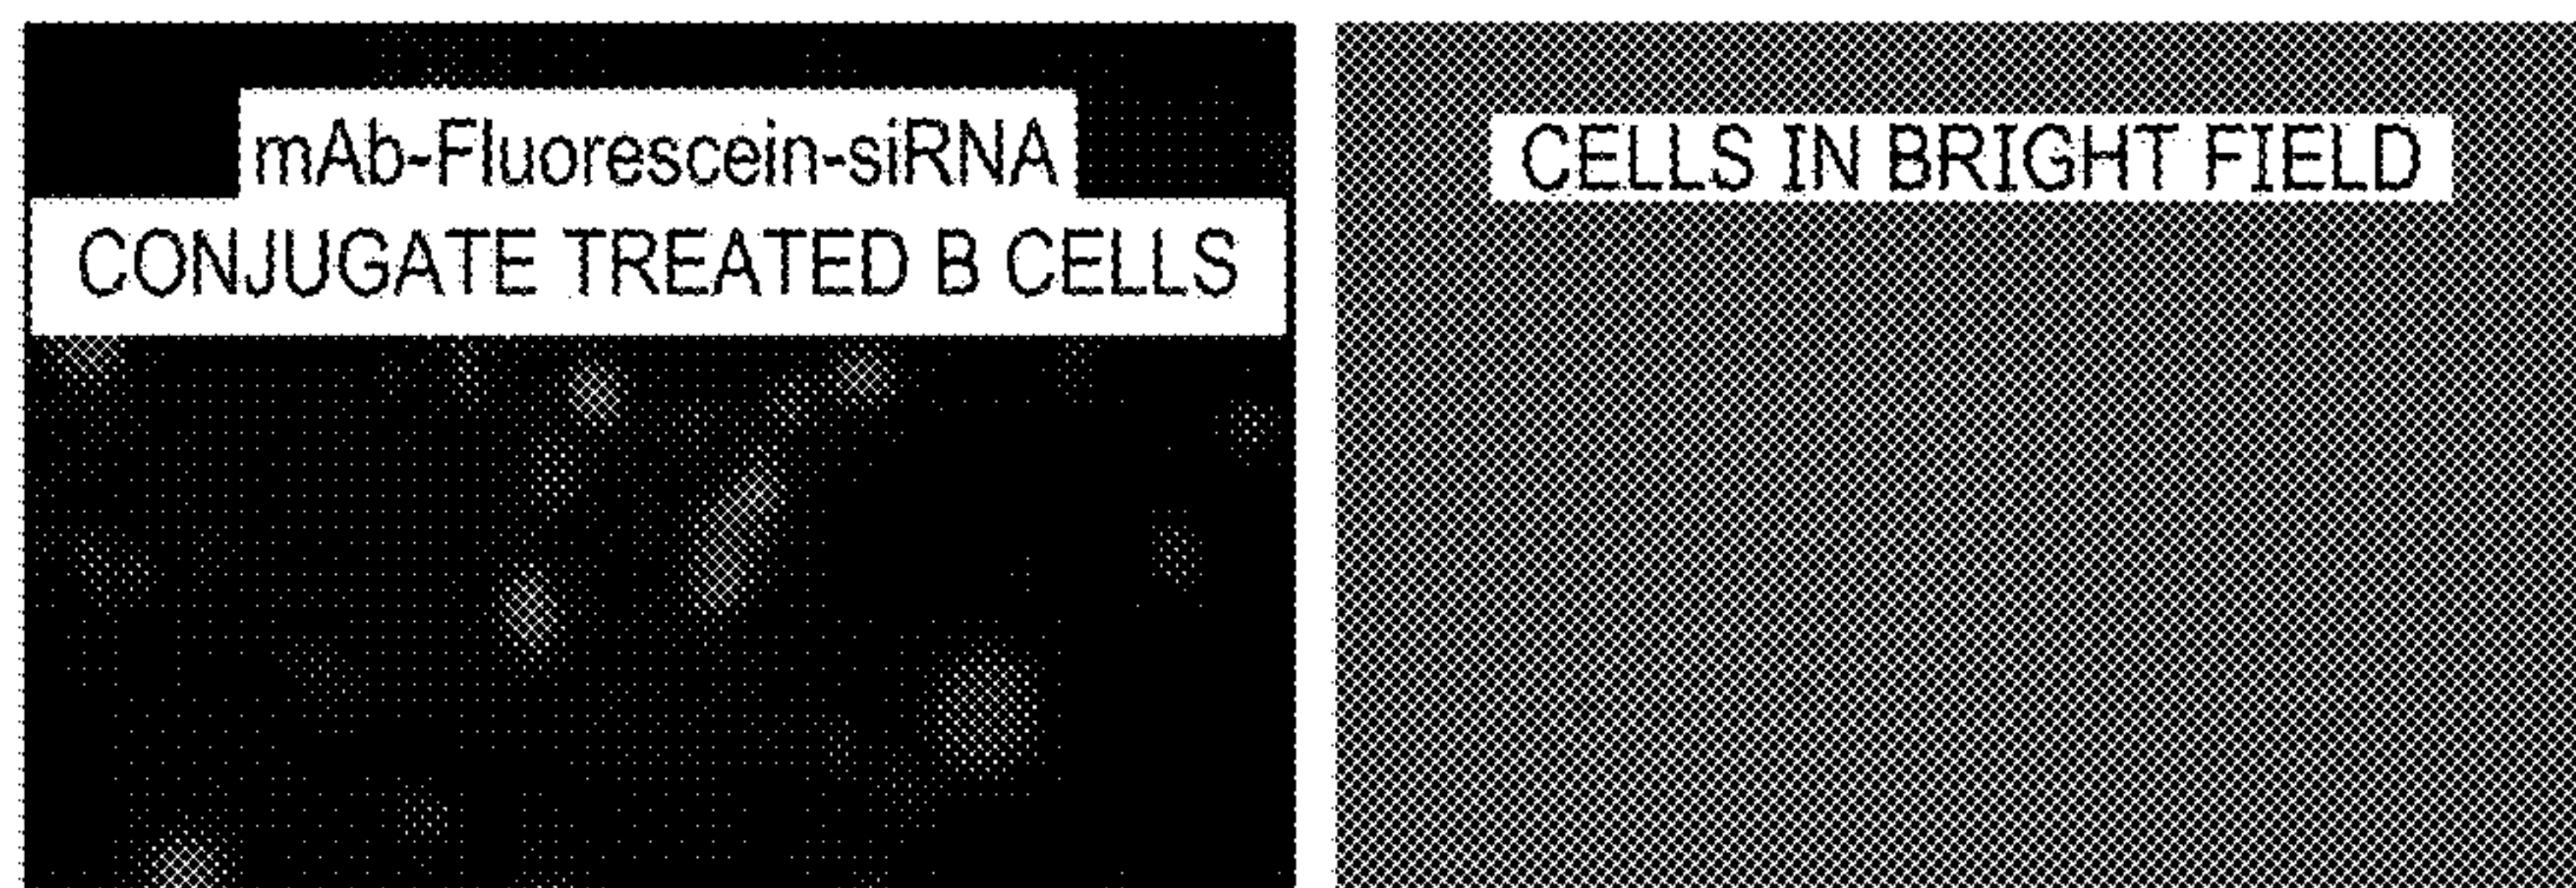 mAb-Fluorescein-siRNA
CONJUGATE TREATED B CELLS
CELLS IN BRIGHT FIELD